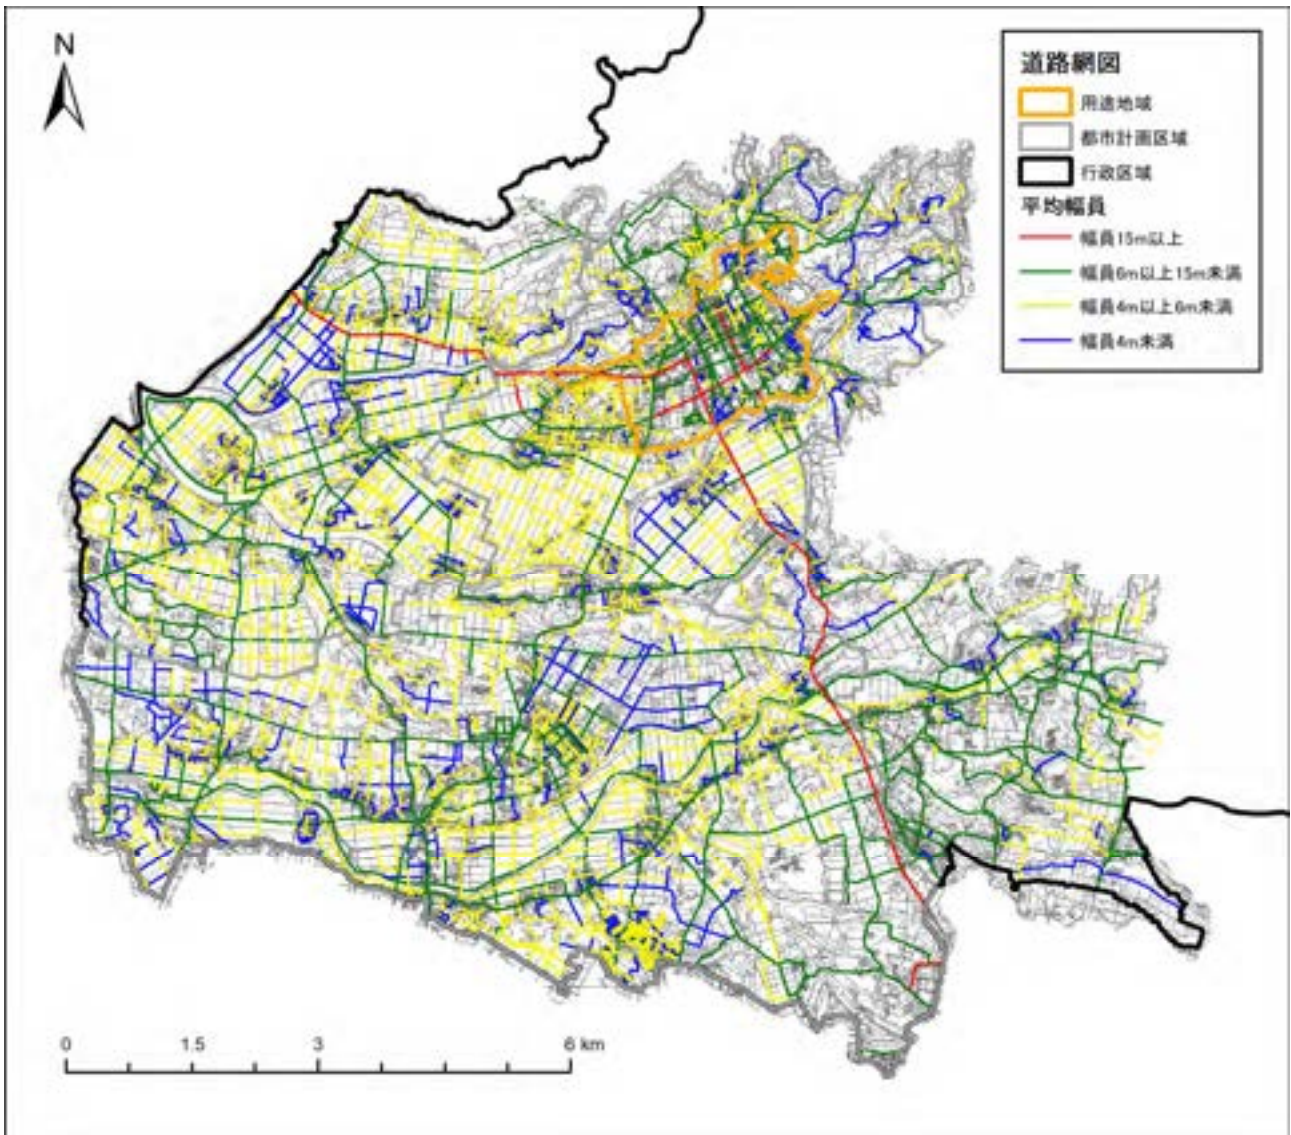 N
道路網図
用途地域
都市計画区域
行政区域
平均幅員
幅員15m以上
幅員6m以上15m未満
幅員4m以上6m未満
幅員4m未満
0 1.5 3 6 km